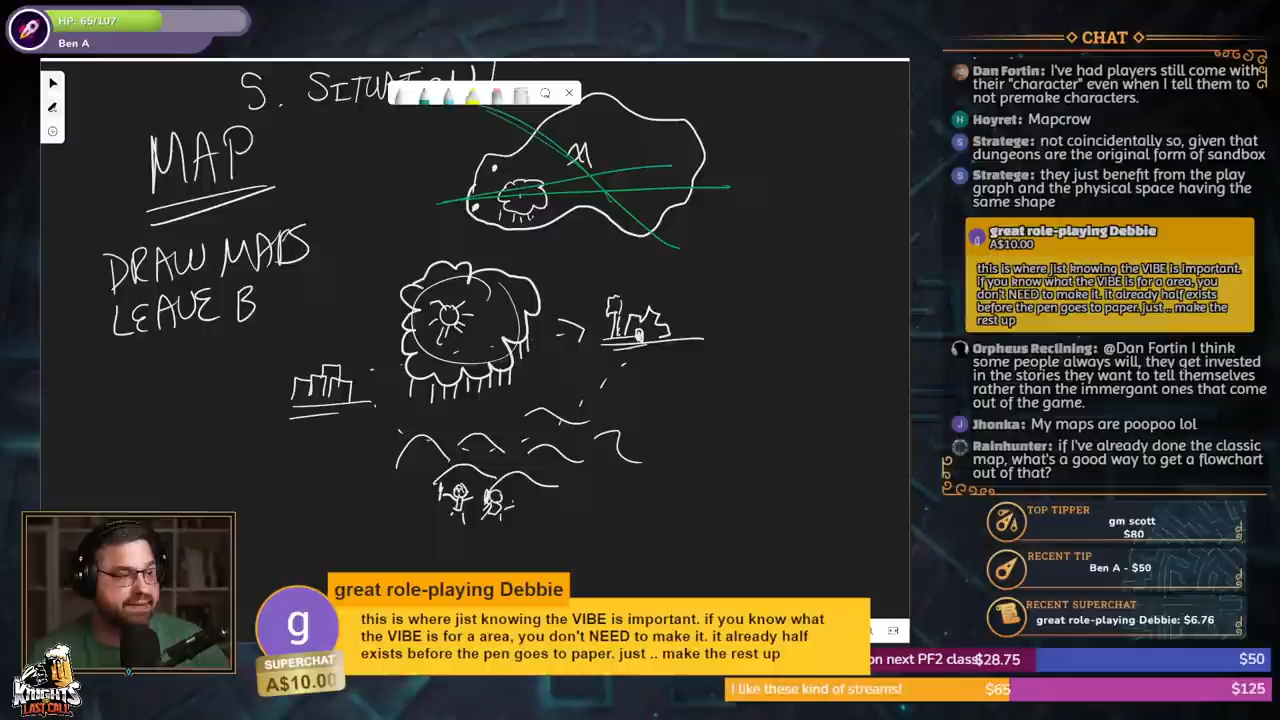 HP: 65/107
Ben A
S. SITUATION!
MAP
DRAW MAPS
LEAVE B
CHAT
Dan Fortin: I've had players still come with
their "character" even when I tell them to
not premake characters.
Hoyret: Mapcrow
Stratege: not coincidentally so, given that
dungeons are the original form of sandbox
Stratege: they just benefit from the play
graph and the physical space having the
same shape
great role-playing Debbie
A$10.00
this is where jist knowing the VIBE is important.
if you know what the VIBE is for a area, you
don't NEED to make it. it already half exists
before the pen goes to paper. just .. make the
rest up
Orpheus Reclining: @Dan Fortin I think
some people always will, they get invested
in the stories they want to tell themselves
rather than the immergant ones that come
out of the game.
Jhonka: My maps are poopoo lol
Rainhunter: if I've already done the classic
map, what's a good way to get a flowchart
out of that?
TOP TIPPER
gm scott
$80
RECENT TIP
Ben A - $50
RECENT SUPERCHAT
great role-playing Debbie: $6.76
great role-playing Debbie
g
this is where jist knowing the VIBE is important. if you know what
the VIBE is for a area, you don't NEED to make it. it already half
exists before the pen goes to paper. just .. make the rest up
SUPERCHAT
A$10.00
on next PF2 class
$28.75
$50
I like these kind of streams!
$65
$125
KNIGHTS
OF LAST CALL